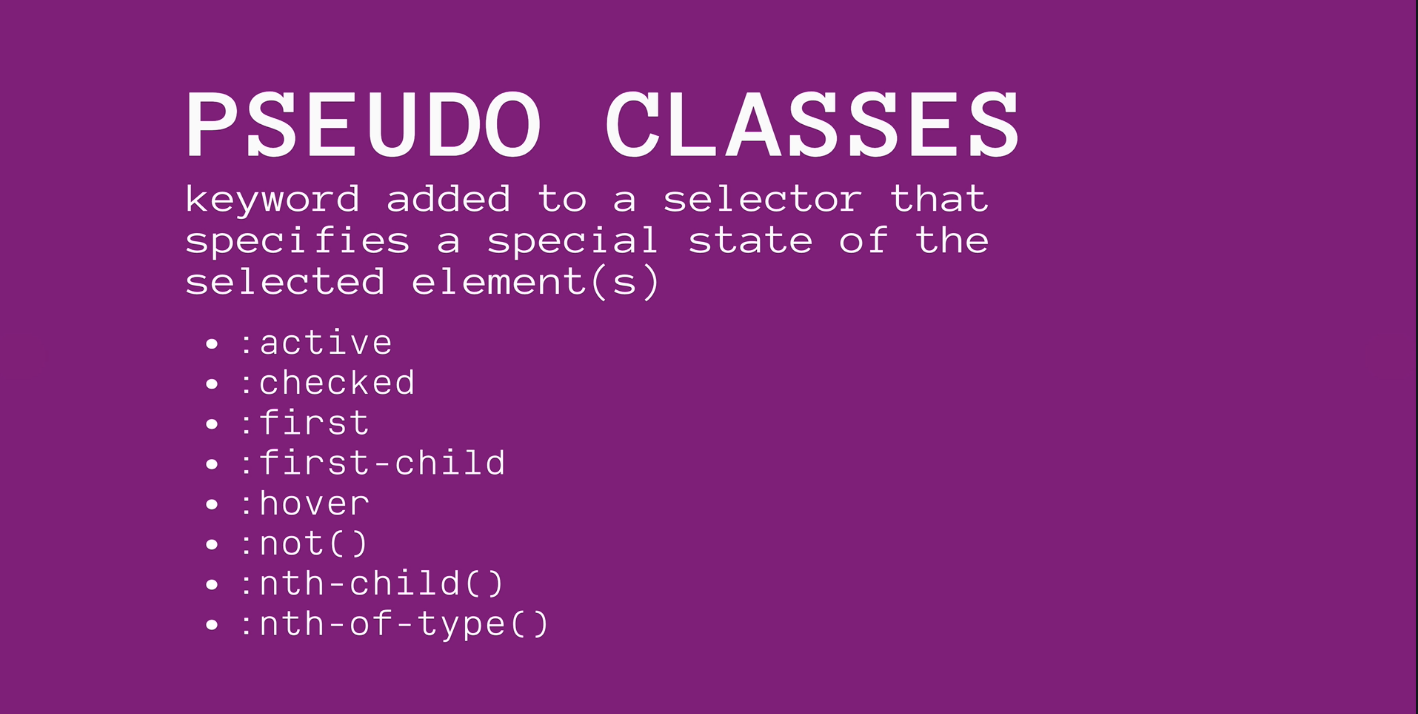 PSEUDO CLASSES
keyword added to a selector that
specifies a special state of the
selected element(s)
• :active
• :checked
• :first
• :first-child
• :hover
• :not()
• :nth-child()
• :nth-of-type()